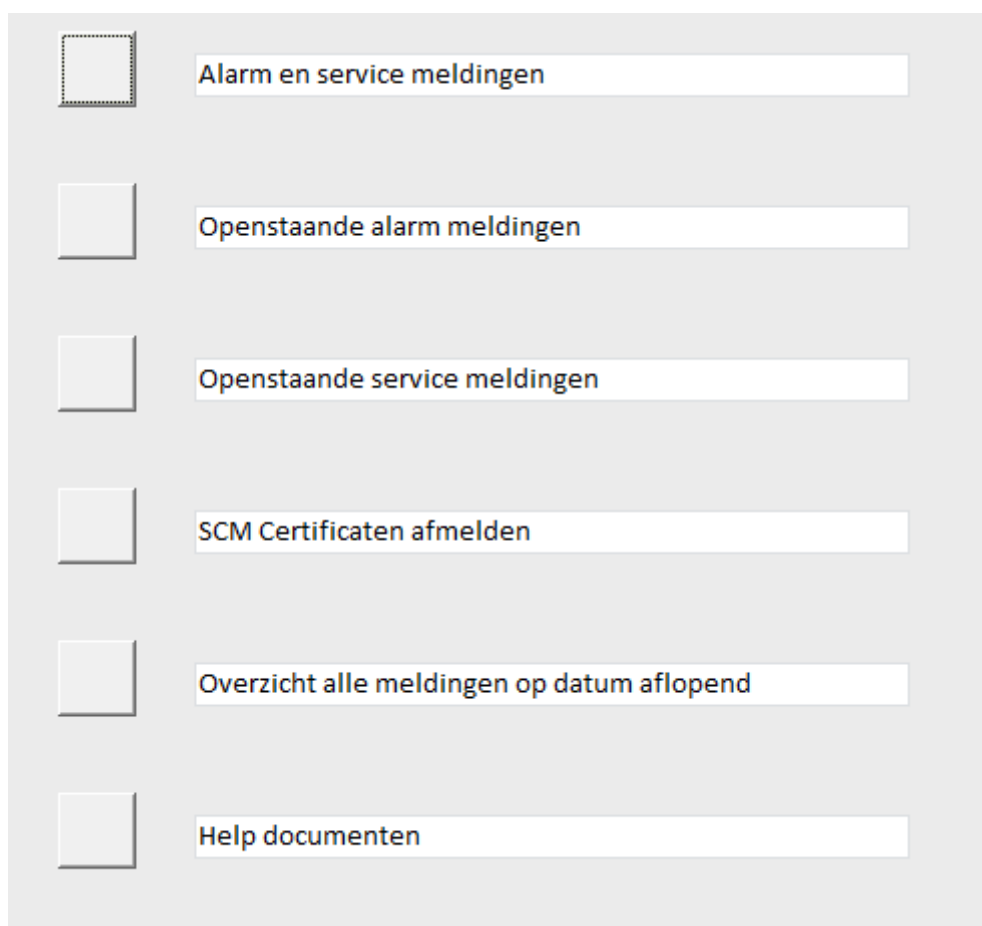 Alarm en service meldingen
Openstaande alarm meldingen
Openstaande service meldingen
SCM Certificaten afmelden
Overzicht alle meldingen op datum aflopend
Help documenten